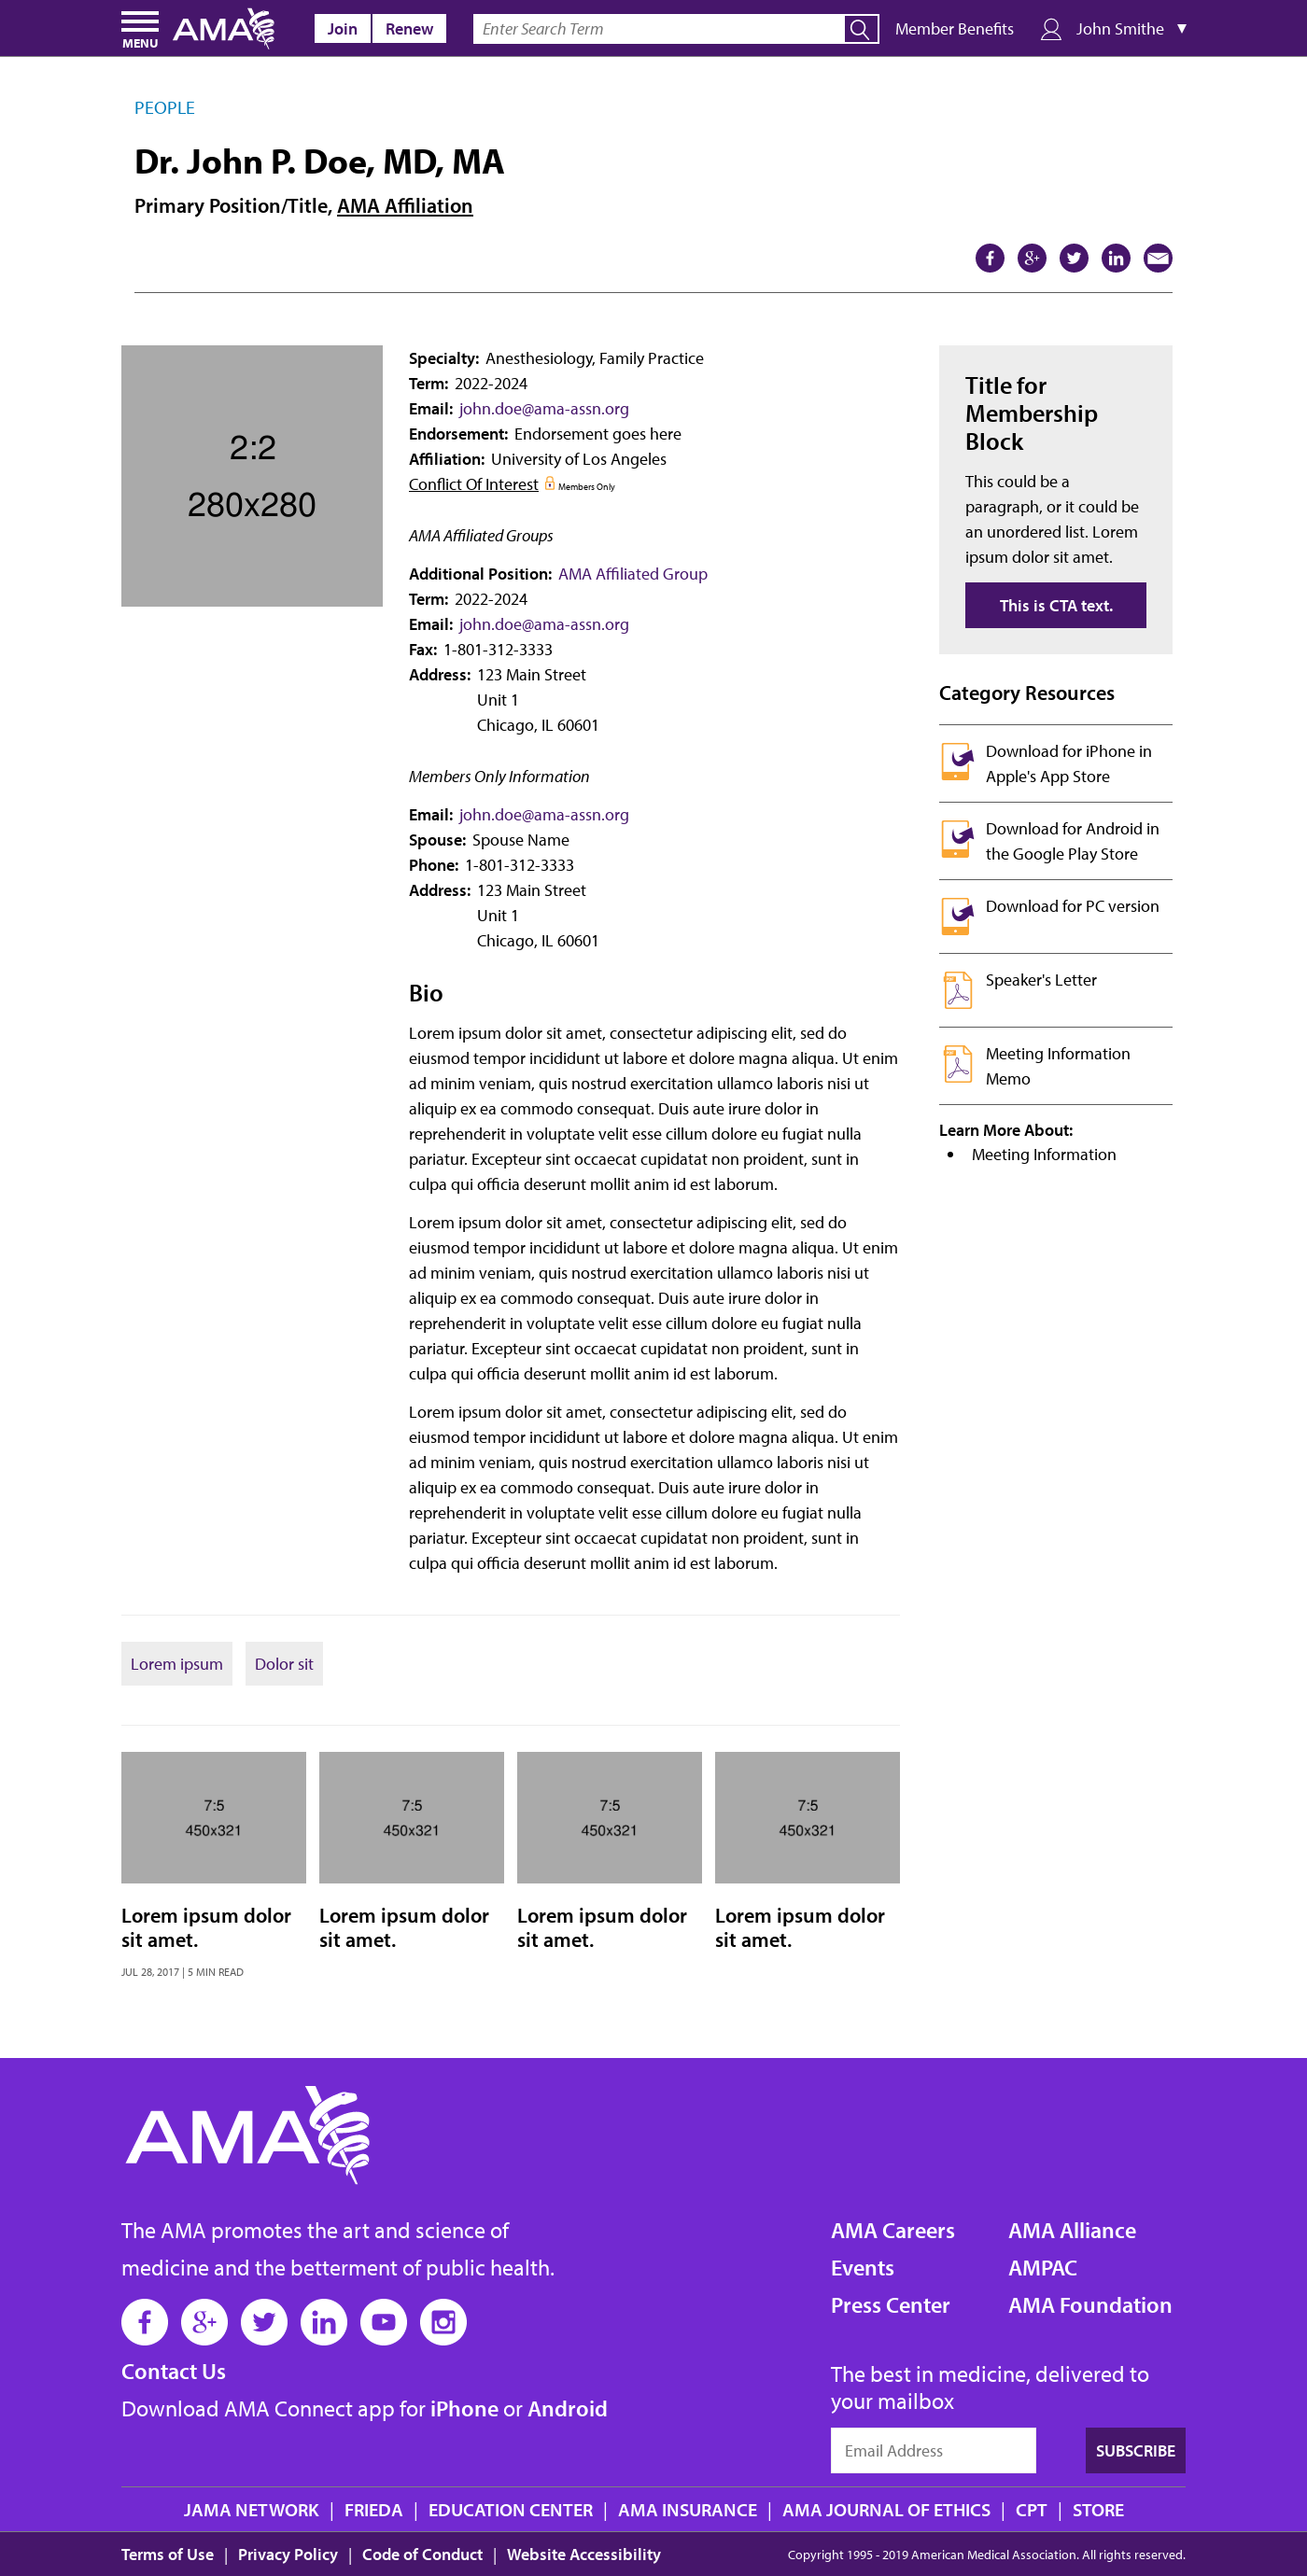 MENU
AMA
Join
Renew
Enter Search Term
Member Benefits
John Smithe
PEOPLE
Dr. John P. Doe, MD, MA
Primary Position/Title, AMA Affiliation
2:2
280x280
Specialty: Anesthesiology, Family Practice
Term: 2022-2024
Email: john.doe@ama-assn.org
Endorsement: Endorsement goes here
Affiliation: University of Los Angeles
Conflict Of Interest Members Only
AMA Affiliated Groups
Additional Position: AMA Affiliated Group
Term: 2022-2024
Email: john.doe@ama-assn.org
Fax: 1-801-312-3333
Address: 123 Main Street
Unit 1
Chicago, IL 60601
Members Only Information
Email: john.doe@ama-assn.org
Spouse: Spouse Name
Phone: 1-801-312-3333
Address: 123 Main Street
Unit 1
Chicago, IL 60601
Bio
Lorem ipsum dolor sit amet, consectetur adipiscing elit, sed do
eiusmod tempor incididunt ut labore et dolore magna aliqua. Ut enim
ad minim veniam, quis nostrud exercitation ullamco laboris nisi ut
aliquip ex ea commodo consequat. Duis aute irure dolor in
reprehenderit in voluptate velit esse cillum dolore eu fugiat nulla
pariatur. Excepteur sint occaecat cupidatat non proident, sunt in
culpa qui officia deserunt mollit anim id est laborum.
Lorem ipsum dolor sit amet, consectetur adipiscing elit, sed do
eiusmod tempor incididunt ut labore et dolore magna aliqua. Ut enim
ad minim veniam, quis nostrud exercitation ullamco laboris nisi ut
aliquip ex ea commodo consequat. Duis aute irure dolor in
reprehenderit in voluptate velit esse cillum dolore eu fugiat nulla
pariatur. Excepteur sint occaecat cupidatat non proident, sunt in
culpa qui officia deserunt mollit anim id est laborum.
Lorem ipsum dolor sit amet, consectetur adipiscing elit, sed do
eiusmod tempor incididunt ut labore et dolore magna aliqua. Ut enim
ad minim veniam, quis nostrud exercitation ullamco laboris nisi ut
aliquip ex ea commodo consequat. Duis aute irure dolor in
reprehenderit in voluptate velit esse cillum dolore eu fugiat nulla
pariatur. Excepteur sint occaecat cupidatat non proident, sunt in
culpa qui officia deserunt mollit anim id est laborum.
Title for
Membership
Block
This could be a
paragraph, or it could be
an unordered list. Lorem
ipsum dolor sit amet.
This is CTA text.
Category Resources
Download for iPhone in
Apple's App Store
Download for Android in
the Google Play Store
Download for PC version
Speaker's Letter
Meeting Information
Memo
Learn More About:
• Meeting Information
Lorem ipsum
Dolor sit
7:5
450x321
Lorem ipsum dolor
sit amet.
JUL 28, 2017 | 5 MIN READ
7:5
450x321
Lorem ipsum dolor
sit amet.
7:5
450x321
Lorem ipsum dolor
sit amet.
7:5
450x321
Lorem ipsum dolor
sit amet.
AMA
The AMA promotes the art and science of
medicine and the betterment of public health.
Contact Us
Download AMA Connect app for iPhone or Android
AMA Careers
Events
Press Center
AMA Alliance
AMPAC
AMA Foundation
The best in medicine, delivered to
your mailbox
Email Address
SUBSCRIBE
JAMA NETWORK | FRIEDA | EDUCATION CENTER | AMA INSURANCE | AMA JOURNAL OF ETHICS | CPT | STORE
Terms of Use | Privacy Policy | Code of Conduct | Website Accessibility
Copyright 1995 - 2019 American Medical Association. All rights reserved.